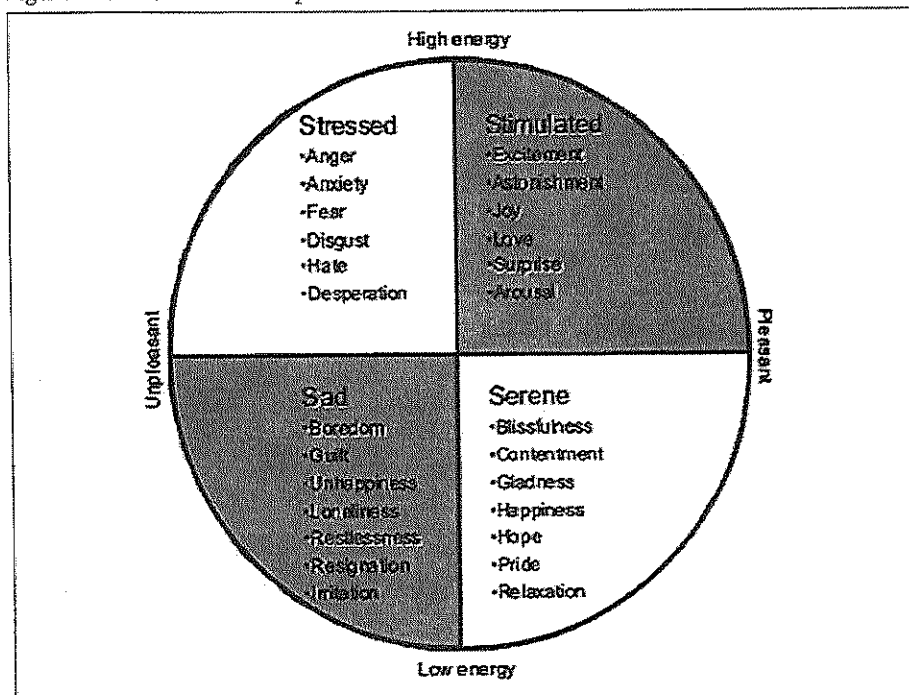 High energy
Stressed
•Anger
•Anxiety
•Fear
•Disgust
•Hate
•Desperation
Stimulated
•Excitement
•Astonishment
•Joy
•Love
•Surprise
•Arousal
Unpleasant
Pleasant
Sad
•Boredom
•Guilt
•Unhappiness
•Loneliness
•Restlessness
•Resignation
•Irritation
Serene
•Blissfulness
•Contentment
•Gladness
•Happiness
•Hope
•Pride
•Relaxation
Low energy